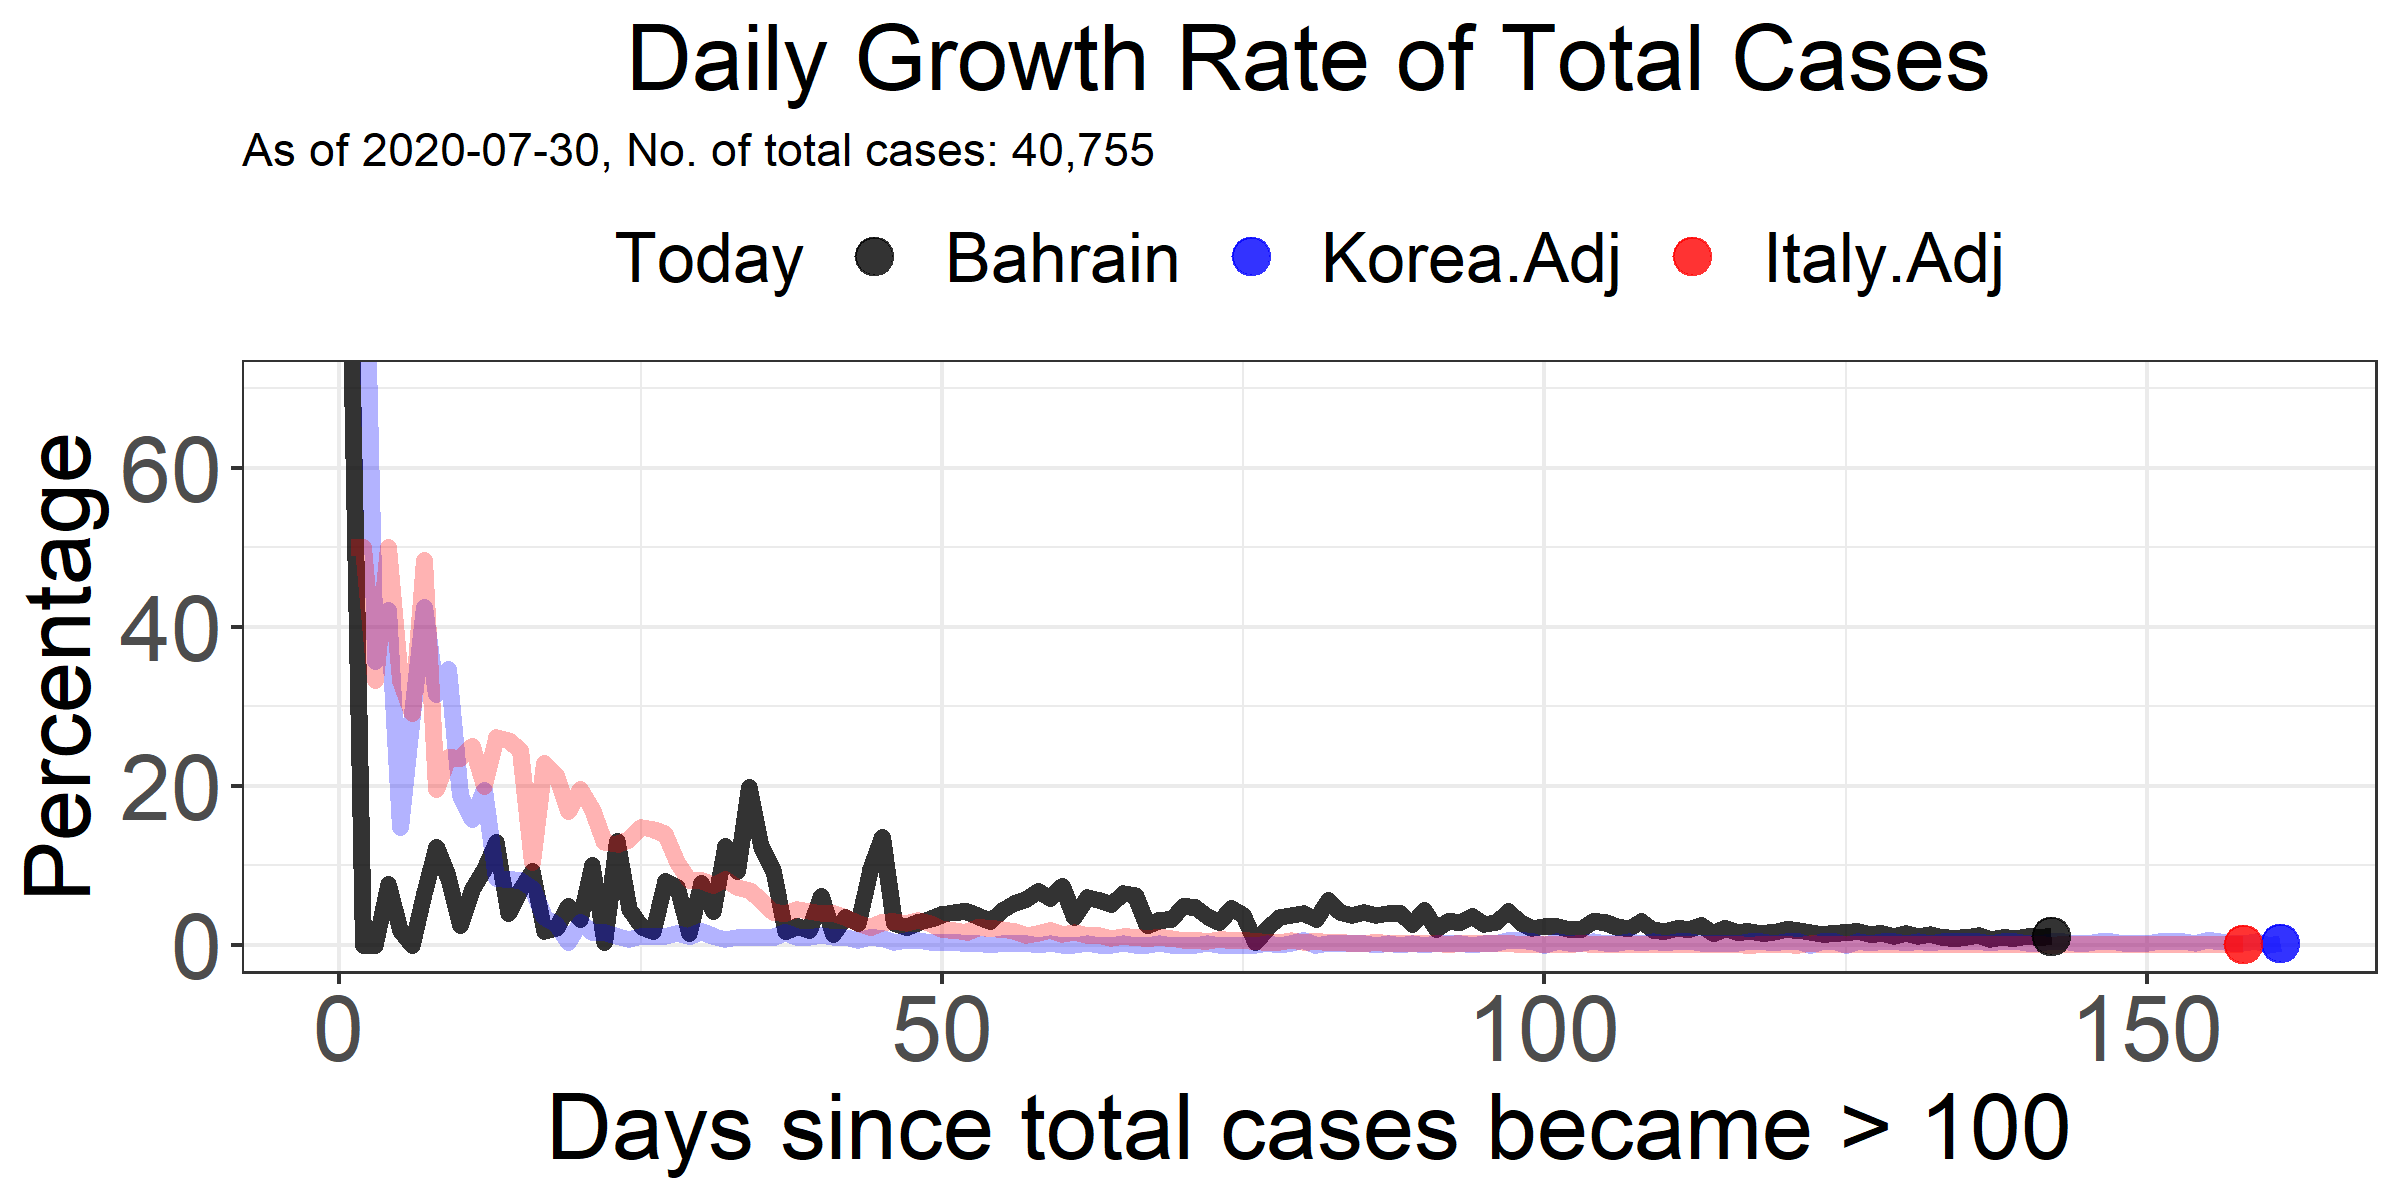 Daily Growth Rate of Total Cases
As of 2020-07-30, No. of total cases: 40,755
Today Bahrain Korea.Adj Italy.Adj
Percentage
60
40
20
0
0 50 100 150
Days since total cases became > 100